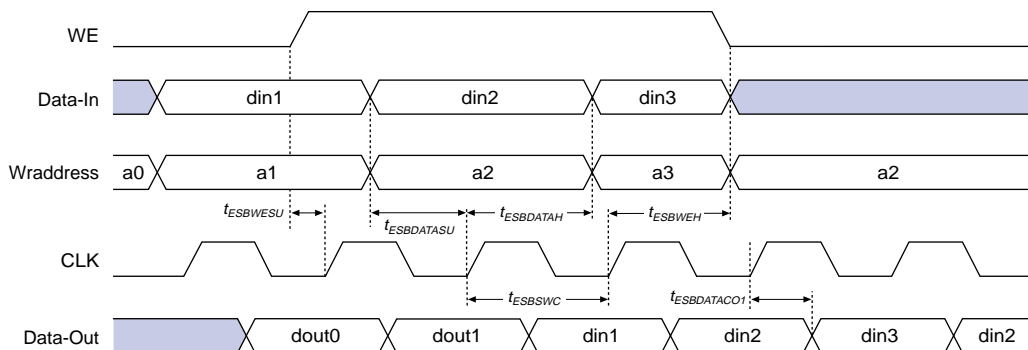 WE
Data-In din1 din2 din3
Wraddress a0 a1 a2 a3 a2
tESBWESU tESBDATASU tESBDATAH tESBWEH
CLK
tESBSWC tESBDATACO1
Data-Out dout0 dout1 din1 din2 din3 din2